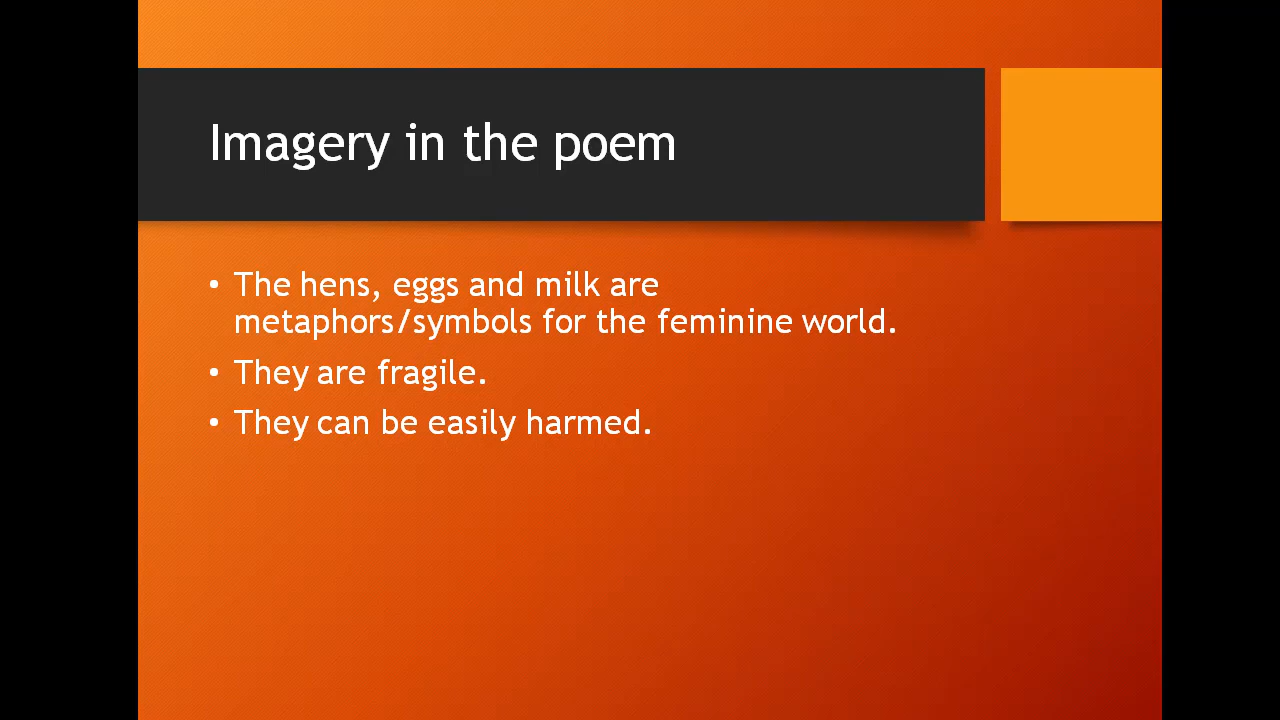 Imagery in the poem
• The hens, eggs and milk are
metaphors/symbols for the feminine world.
• They are fragile.
• They can be easily harmed.